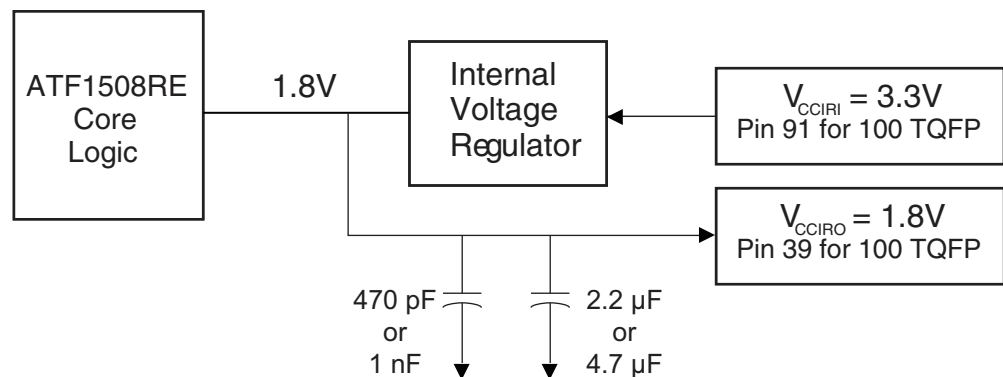 ATF1508RE
Core
Logic
1.8V
Internal
Voltage
Regulator
VCCIRI = 3.3V
Pin 91 for 100 TQFP
VCCIRO = 1.8V
Pin 39 for 100 TQFP
470 pF
or
1 nF
2.2 µF
or
4.7 µF